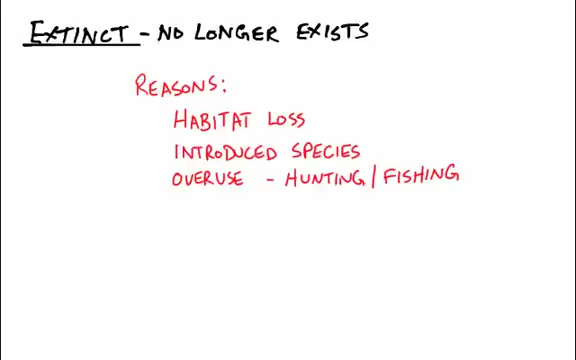 EXTINCT - NO LONGER EXISTS
REASONS:
HABITAT LOSS
INTRODUCED SPECIES
OVERUSE - HUNTING/FISHING